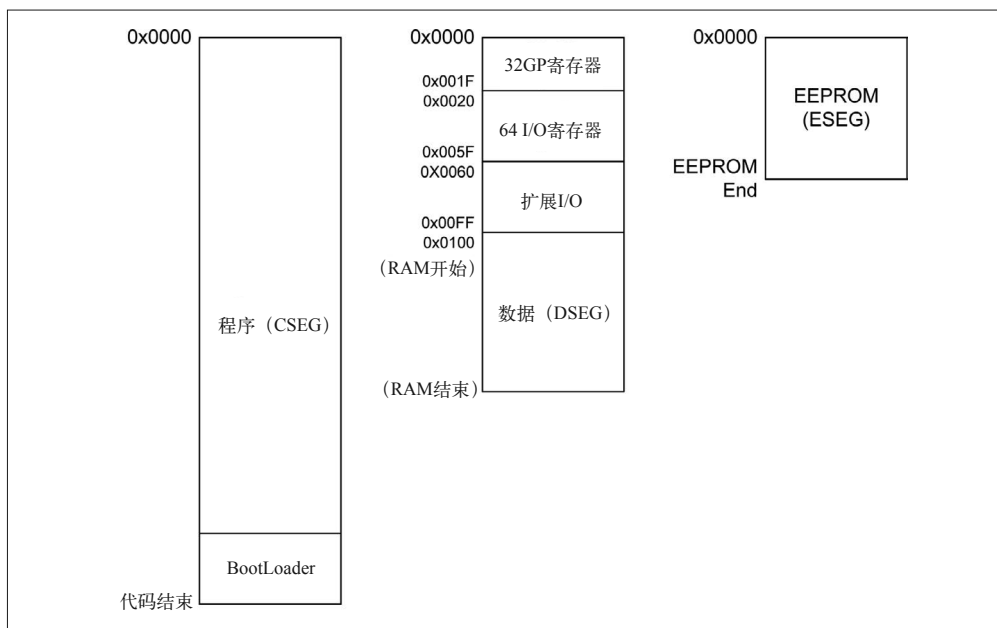 0x0000
程序（CSEG）
BootLoader
代码结束
0x0000
32GP寄存器
0x001F
0x0020
64 I/O寄存器
0x005F
0X0060
扩展I/O
0x00FF
0x0100
（RAM开始）
数据（DSEG）
（RAM结束）
0x0000
EEPROM
(ESEG)
EEPROM
End